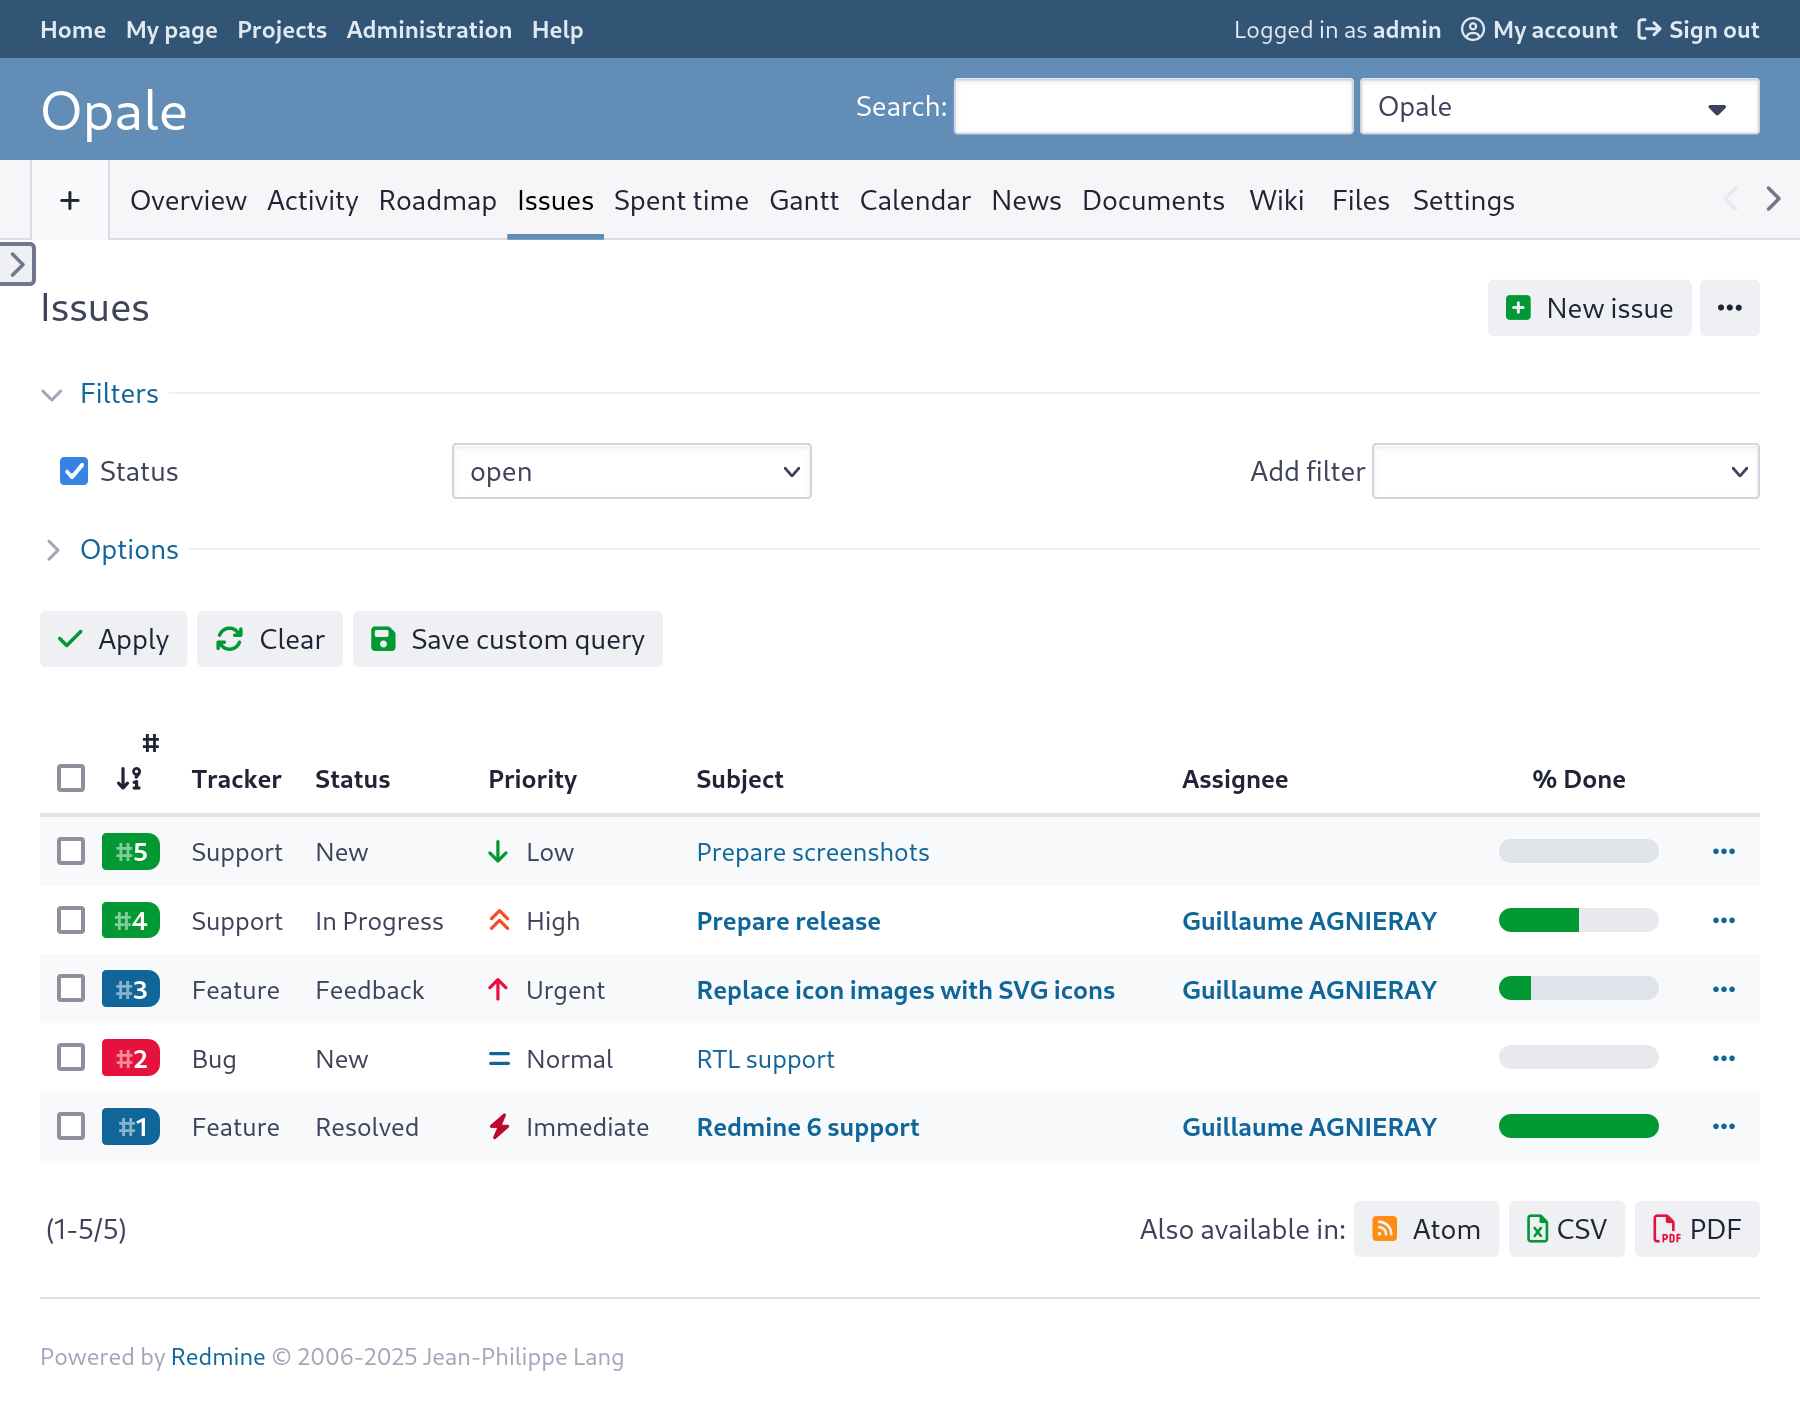 Home My page Projects Administration Help Logged in as admin My account Sign out
Opale Search: Opale
+ Overview Activity Roadmap Issues Spent time Gantt Calendar News Documents Wiki Files Settings
Issues New issue
Filters
Status open Add filter
Options
Apply Clear Save custom query
# Tracker Status Priority Subject Assignee % Done
#5 Support New Low Prepare screenshots
#4 Support In Progress High Prepare release Guillaume AGNIERAY
#3 Feature Feedback Urgent Replace icon images with SVG icons Guillaume AGNIERAY
#2 Bug New Normal RTL support
#1 Feature Resolved Immediate Redmine 6 support Guillaume AGNIERAY
(1-5/5) Also available in: Atom CSV PDF
Powered by Redmine © 2006-2025 Jean-Philippe Lang